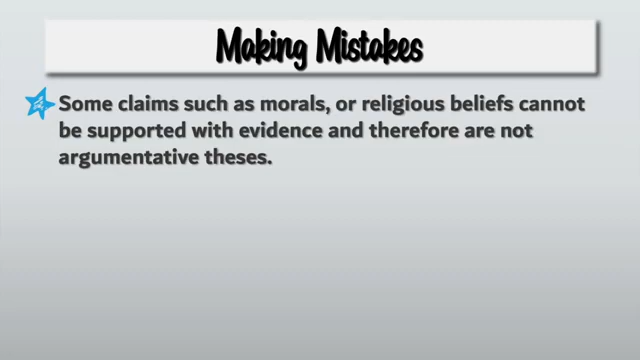 Making Mistakes
Some claims such as morals, or religious beliefs cannot
be supported with evidence and therefore are not
argumentative theses.